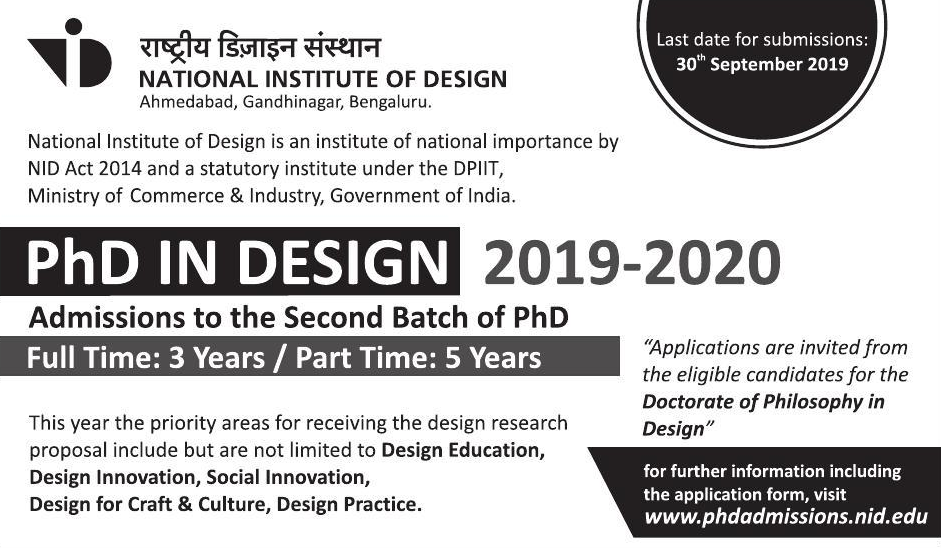 राष्ट्रीय डिज़ाइन संस्थान
NATIONAL INSTITUTE OF DESIGN
Ahmedabad, Gandhinagar, Bengaluru.
Last date for submissions:
30th September 2019
National Institute of Design is an institute of national importance by
NID Act 2014 and a statutory institute under the DPIIT,
Ministry of Commerce & Industry, Government of India.
PhD IN DESIGN 2019-2020
Admissions to the Second Batch of PhD
Full Time: 3 Years / Part Time: 5 Years
This year the priority areas for receiving the design research
proposal include but are not limited to Design Education,
Design Innovation, Social Innovation,
Design for Craft & Culture, Design Practice.
“Applications are invited from
the eligible candidates for the
Doctorate of Philosophy in
Design”
for further information including
the application form, visit
www.phdadmissions.nid.edu